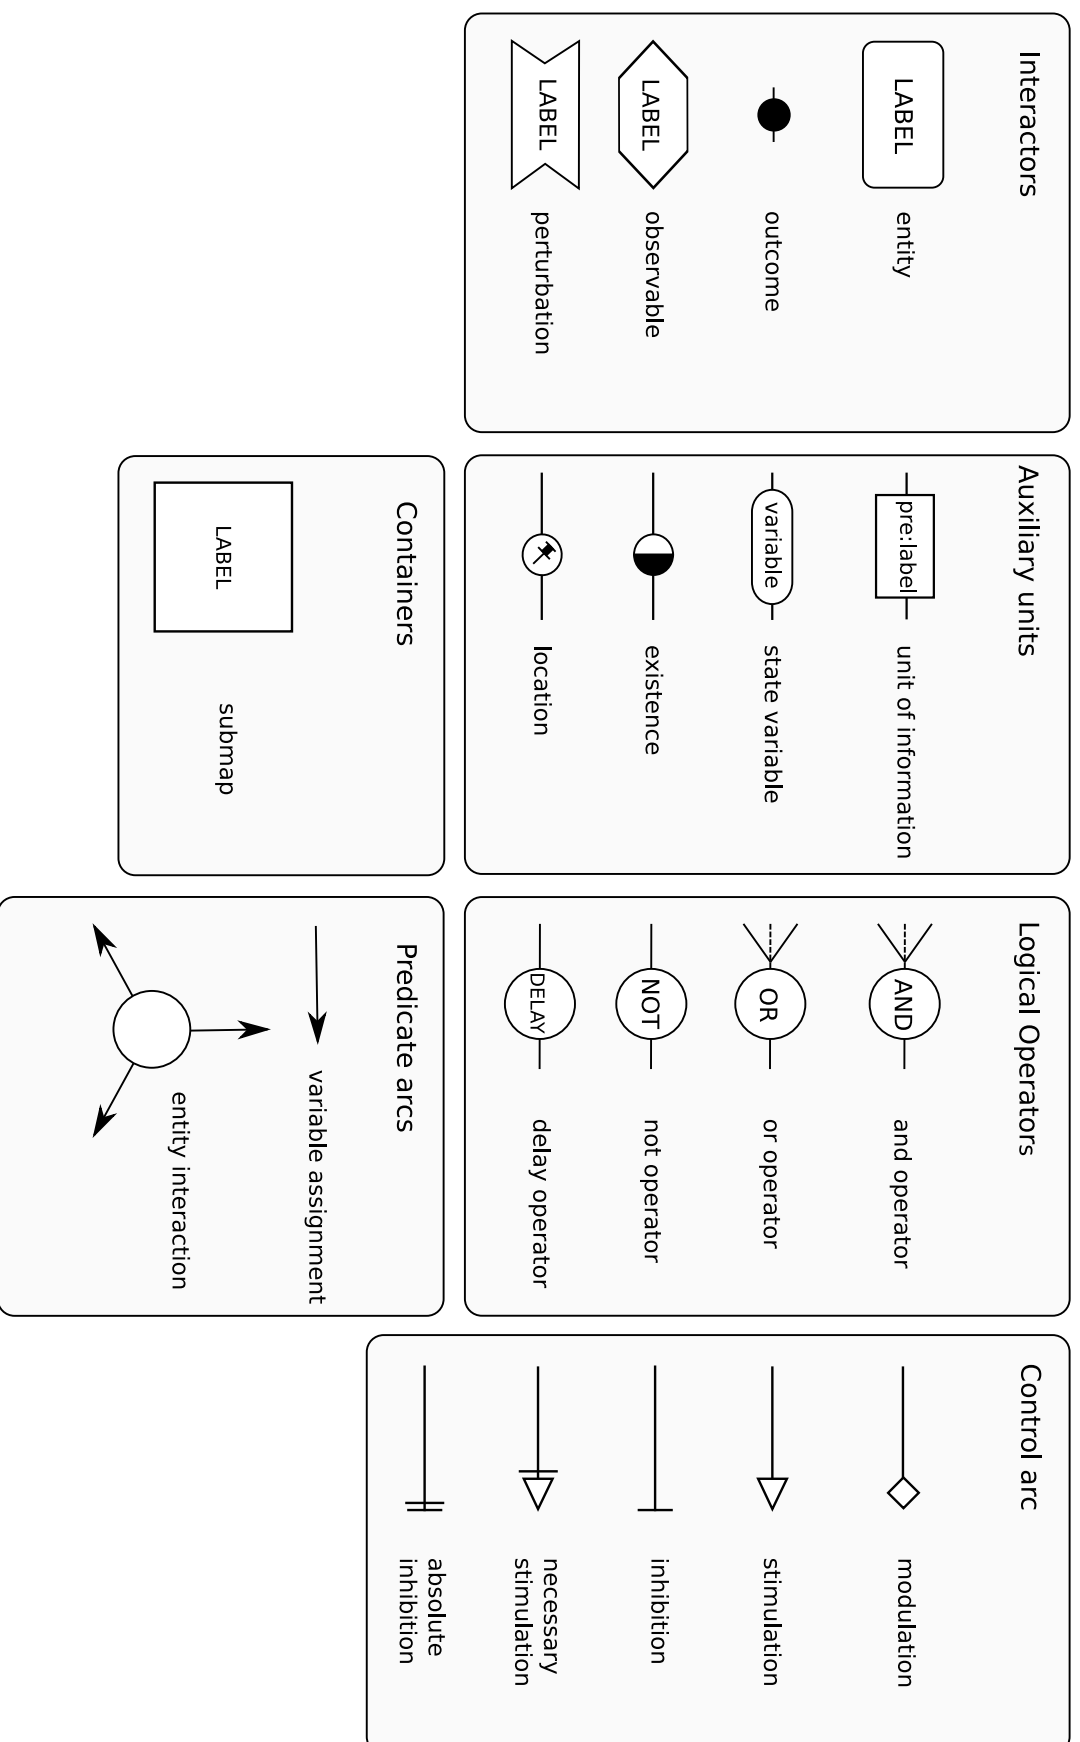 Interactors
LABEL
entity
outcome
LABEL
observable
LABEL
perturbation
Auxiliary units
pre:label
unit of information
variable
state variable
existence
location
Logical Operators
AND
and operator
OR
or operator
NOT
not operator
DELAY
delay operator
Control arc
modulation
stimulation
inhibition
necessary
stimulation
absolute
inhibition
Containers
LABEL
submap
Predicate arcs
variable assignment
entity interaction